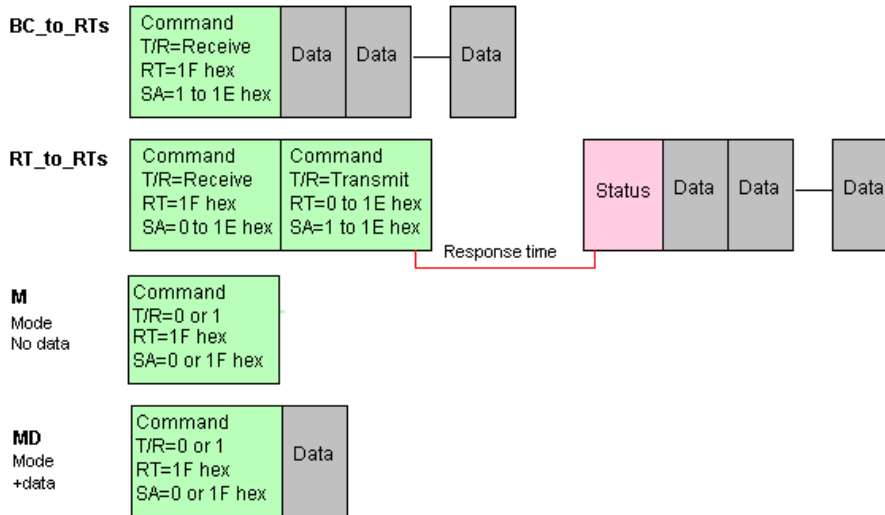 BC_to_RTs
Command
T/R=Receive
RT=1F hex
SA=1 to 1E hex
Data
Data
Data
RT_to_RTs
Command
T/R=Receive
RT=1F hex
SA=0 to 1E hex
Command
T/R=Transmit
RT=0 to 1E hex
SA=1 to 1E hex
Status
Data
Data
Data
Response time
M
Mode
No data
Command
T/R=0 or 1
RT=1F hex
SA=0 or 1F hex
MD
Mode
+data
Command
T/R=0 or 1
RT=1F hex
SA=0 or 1F hex
Data